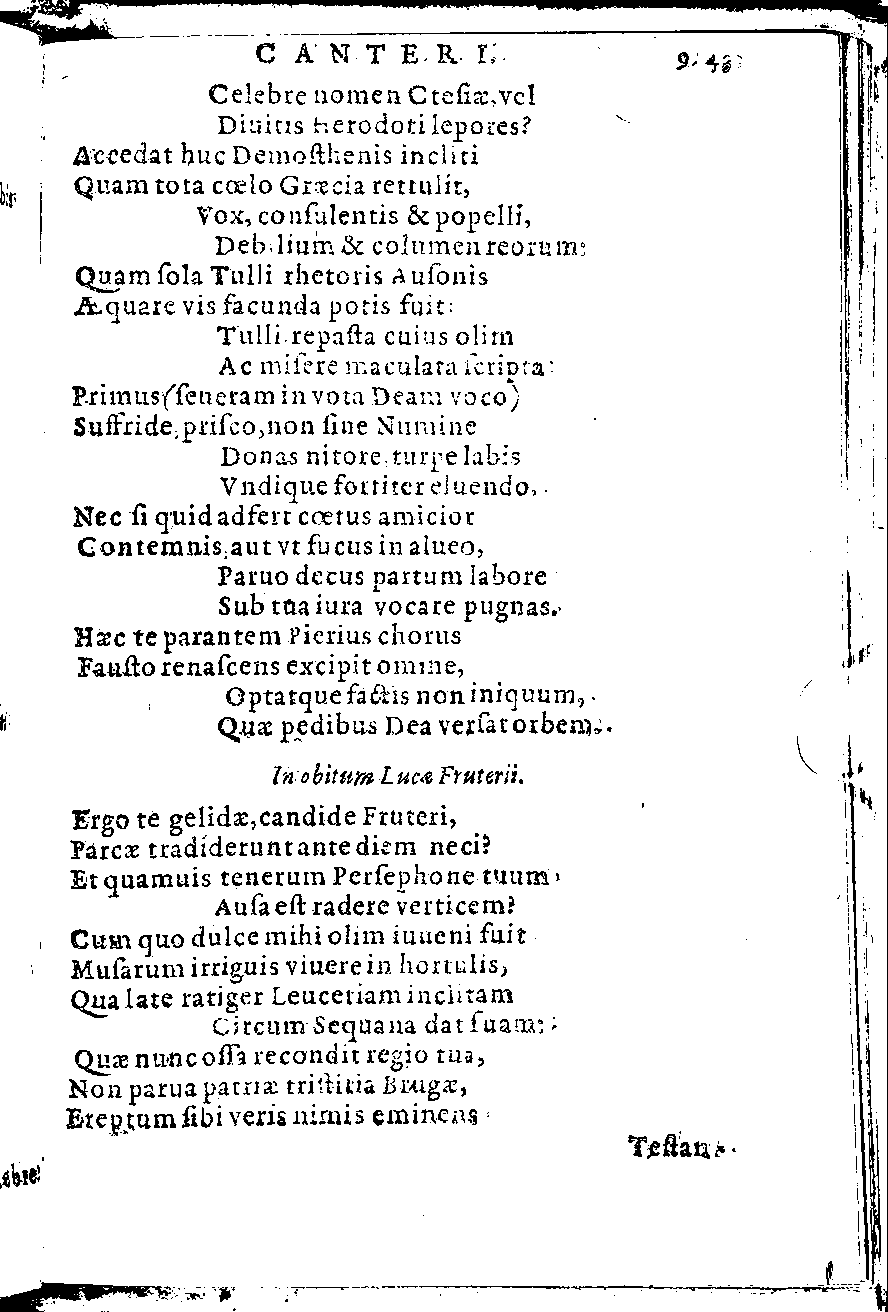 CANTERI. 943
Celebre nomen Ctesiæ, vel
Diuitis Herodoti lepores?
Accedat huc Demosthenis incliti
Quam tota cœlo Græcia rettulit,
Vox, consulentis & popelli,
Debilium & columen reorum:
Quam sola Tulli rhetoris Ausonis
Æquare vis facunda potis fuit:
Tulli repasta cuius olim
Ac misere maculata scripta:
Primus (seueram in vota Deam voco)
Suffride, prisco, non sine Numine
Donas nitore, turpe labis
Vndique fortiter eluendo.
Nec si quid adfert cœtus amicior
Contemnis, aut vt fucus in alueo,
Paruo decus partum labore
Sub tua iura vocare pugnas.
Hæc te parantem Pierius chorus
Fausto renascens excipit omine,
Optatque factis non iniquum,
Quæ pedibus Dea versat orbem.
In obitum Lucæ Fruterii.
Ergo te gelidæ, candide Fruteri,
Parcæ tradiderunt ante diem neci?
Et quamuis tenerum Persephone tuum
Ausa est radere verticem?
Cum quo dulce mihi olim iuueni fuit
Musarum irriguis viuere in hortulis,
Qua late ratiger Leucetiam inclitam
Circum Sequana dat suam:
Quæ nunc ossa recondit regio tua,
Non parua patriæ tristitia Brugæ,
Ereptum sibi veris nimis eminens
Testan-